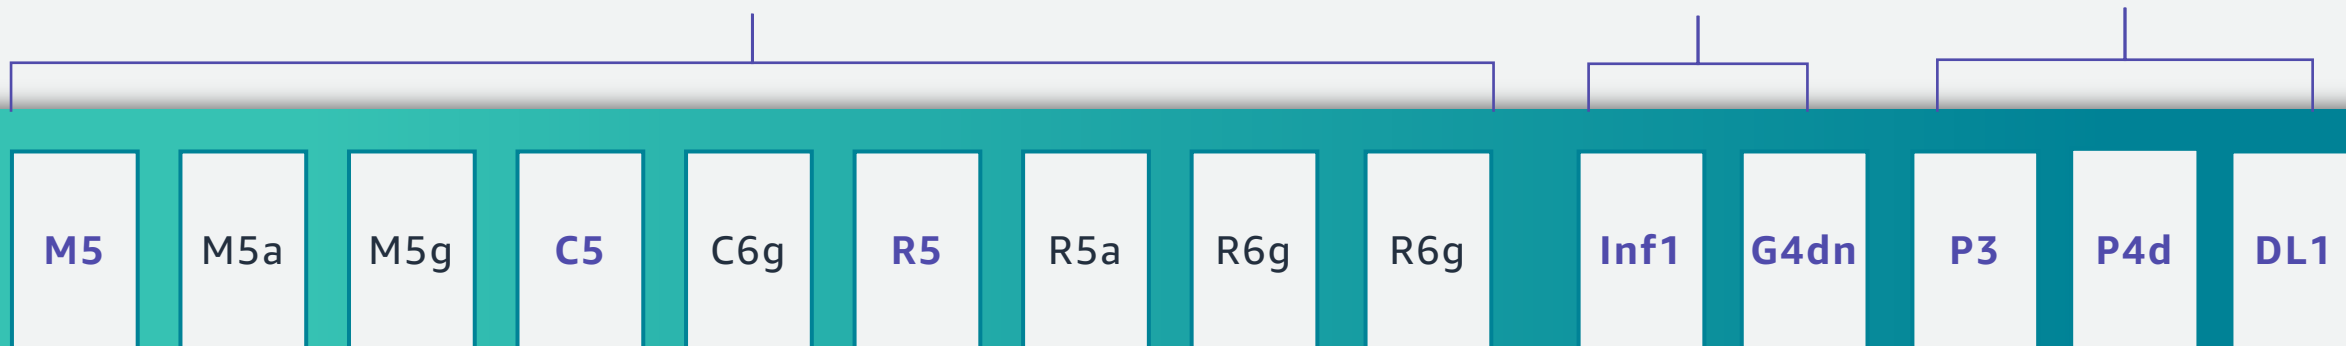 M5 M5a M5g C5 C6g R5 R5a R6g R6g Inf1 G4dn P3 P4d DL1